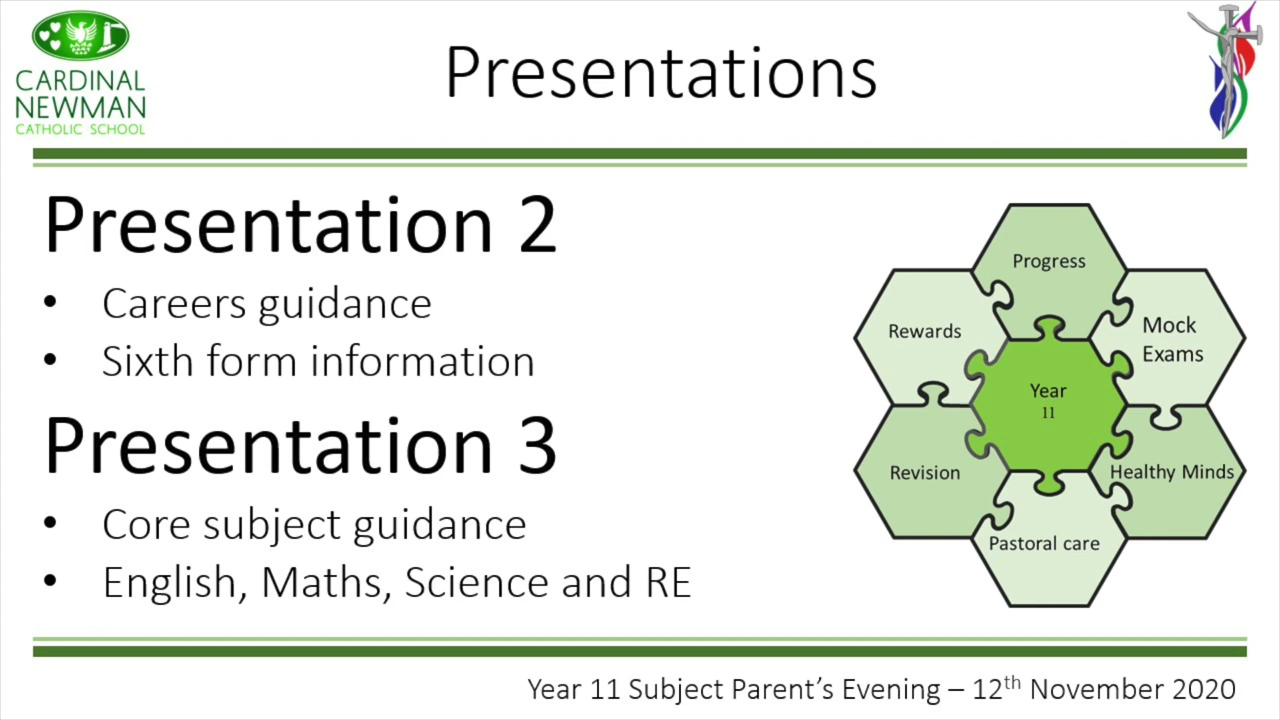 CARDINAL
NEWMAN
CATHOLIC SCHOOL
Presentations
Presentation 2
• Careers guidance
• Sixth form information
Presentation 3
• Core subject guidance
• English, Maths, Science and RE
Progress
Rewards
Mock
Exams
Year
11
Revision
Healthy Minds
Pastoral care
Year 11 Subject Parent’s Evening – 12th November 2020